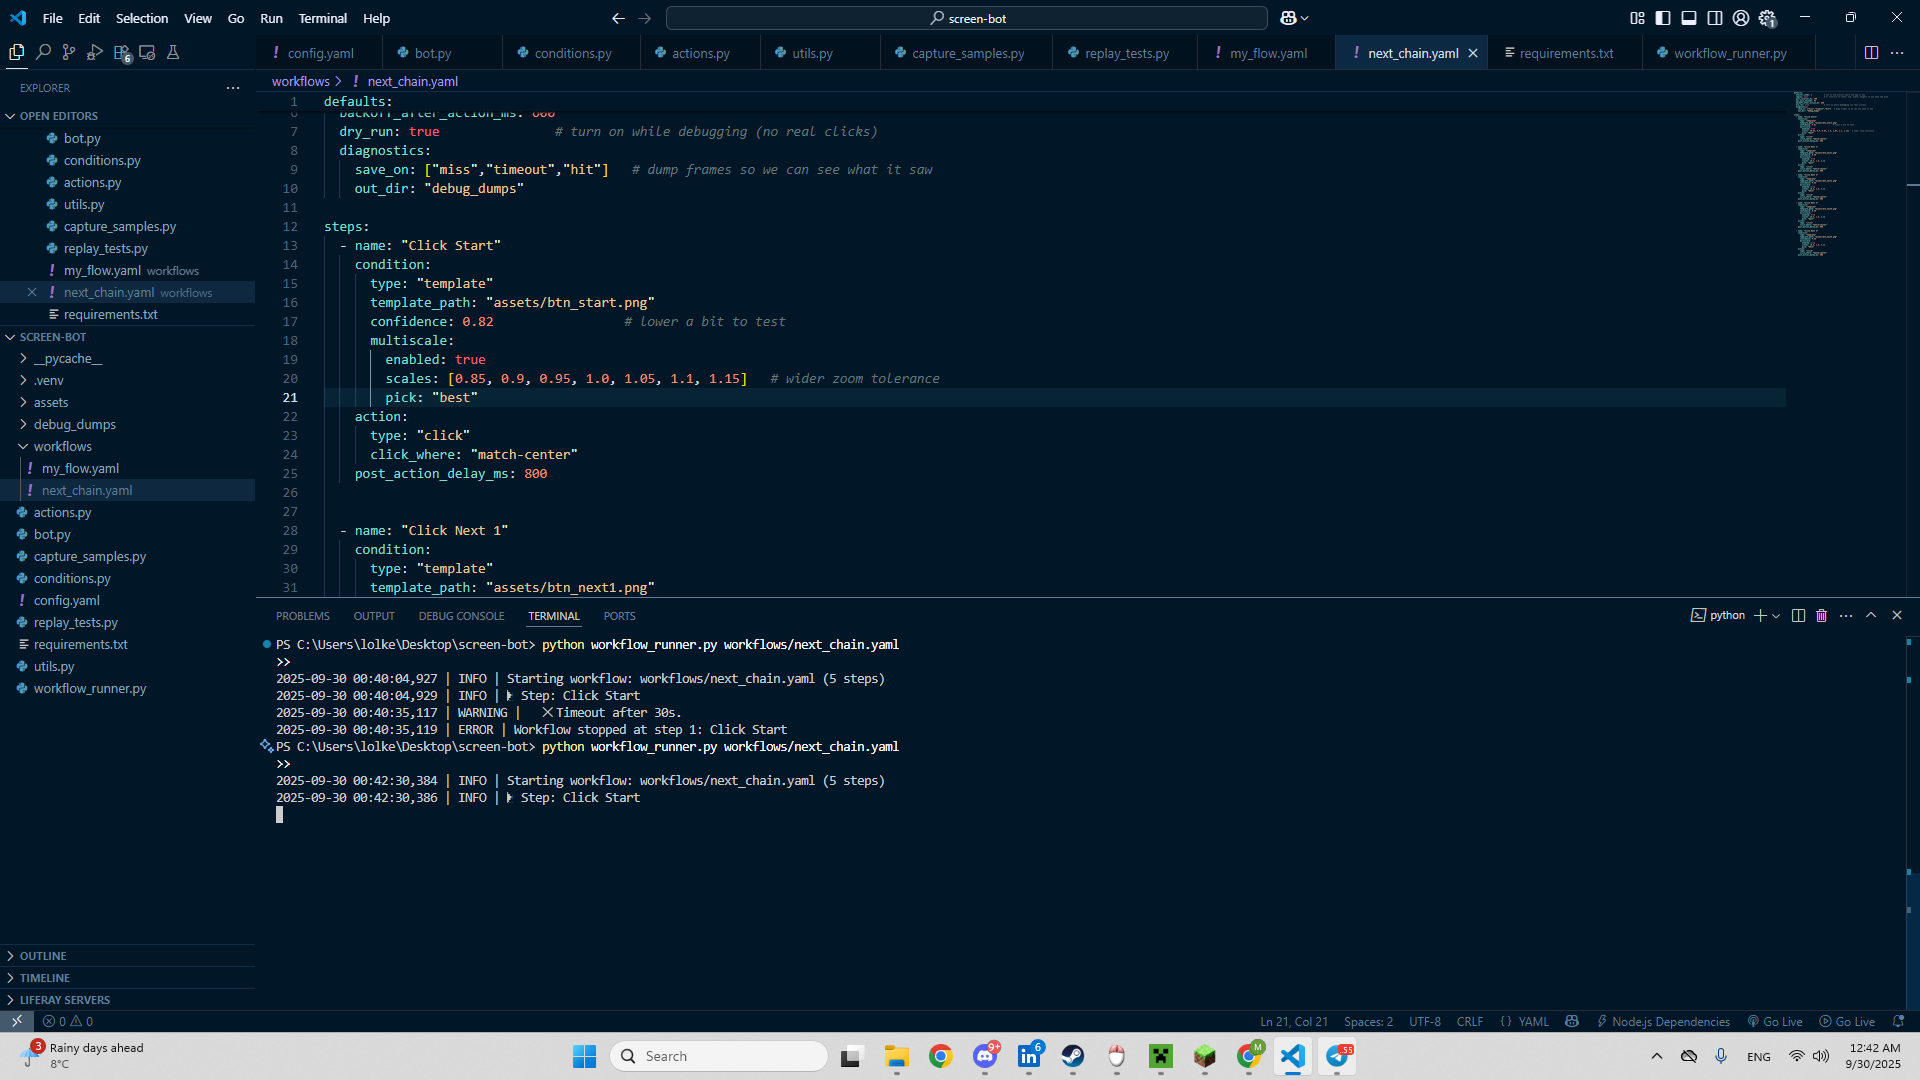 File Edit Selection View Go Run Terminal Help
screen-bot
1
6
config.yaml
bot.py
conditions.py
actions.py
utils.py
capture_samples.py
replay_tests.py
my_flow.yaml
next_chain.yaml
requirements.txt
workflow_runner.py
EXPLORER
OPEN EDITORS
bot.py
conditions.py
actions.py
utils.py
capture_samples.py
replay_tests.py
my_flow.yaml workflows
next_chain.yaml workflows
requirements.txt
SCREEN-BOT
__pycache__
.venv
assets
debug_dumps
workflows
my_flow.yaml
next_chain.yaml
actions.py
bot.py
capture_samples.py
conditions.py
config.yaml
replay_tests.py
requirements.txt
utils.py
workflow_runner.py
OUTLINE
TIMELINE
LIFERAY SERVERS
workflows > next_chain.yaml
1 defaults:
6 backoff_after_action_ms: 600
7 dry_run: true # turn on while debugging (no real clicks)
8 diagnostics:
9 save_on: ["miss","timeout","hit"] # dump frames so we can see what it saw
10 out_dir: "debug_dumps"
11
12 steps:
13 - name: "Click Start"
14 condition:
15 type: "template"
16 template_path: "assets/btn_start.png"
17 confidence: 0.82 # lower a bit to test
18 multiscale:
19 enabled: true
20 scales: [0.85, 0.9, 0.95, 1.0, 1.05, 1.1, 1.15] # wider zoom tolerance
21 pick: "best"
22 action:
23 type: "click"
24 click_where: "match-center"
25 post_action_delay_ms: 800
26
27
28 - name: "Click Next 1"
29 condition:
30 type: "template"
31 template_path: "assets/btn_next1.png"
PROBLEMS OUTPUT DEBUG CONSOLE TERMINAL PORTS
python
PS C:\Users\lolke\Desktop\screen-bot> python workflow_runner.py workflows/next_chain.yaml
>>
2025-09-30 00:40:04,927 | INFO | Starting workflow: workflows/next_chain.yaml (5 steps)
2025-09-30 00:40:04,929 | INFO | ▶ Step: Click Start
2025-09-30 00:40:35,117 | WARNING | ❌Timeout after 30s.
2025-09-30 00:40:35,119 | ERROR | Workflow stopped at step 1: Click Start
PS C:\Users\lolke\Desktop\screen-bot> python workflow_runner.py workflows/next_chain.yaml
>>
2025-09-30 00:42:30,384 | INFO | Starting workflow: workflows/next_chain.yaml (5 steps)
2025-09-30 00:42:30,386 | INFO | ▶ Step: Click Start
0 0
Ln 21, Col 21 Spaces: 2 UTF-8 CRLF {} YAML Node.js Dependencies Go Live Go Live
3
Rainy days ahead
8°C
Search
9+
6
M
55
ENG
12:42 AM
9/30/2025